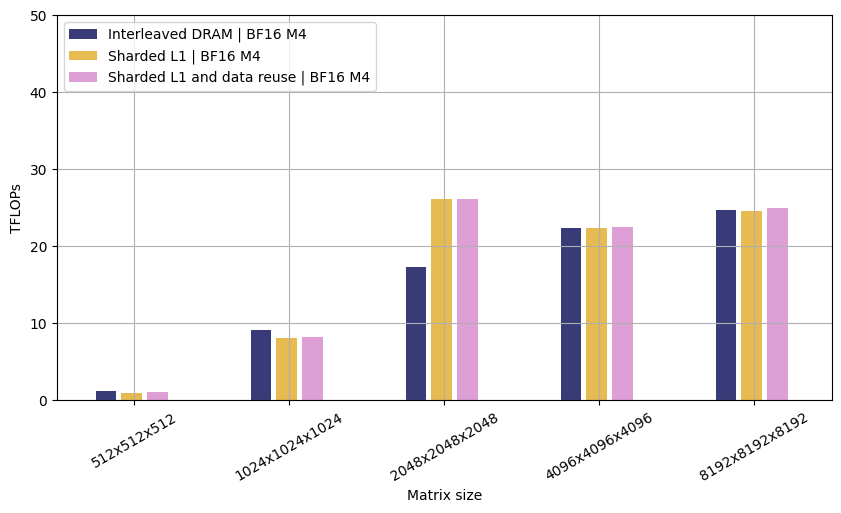 50
40
30
20
10
0
TFLOPs
Interleaved DRAM | BF16 M4
Sharded L1 | BF16 M4
Sharded L1 and data reuse | BF16 M4
512x512x512
1024x1024x1024
2048x2048x2048
4096x4096x4096
8192x8192x8192
Matrix size